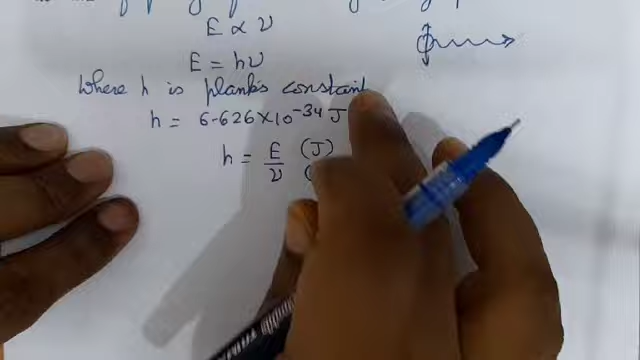 E ∝ ν
E = hν
Where h is planks constant
h = 6.626×10⁻³⁴ J
h = E/ν (J)